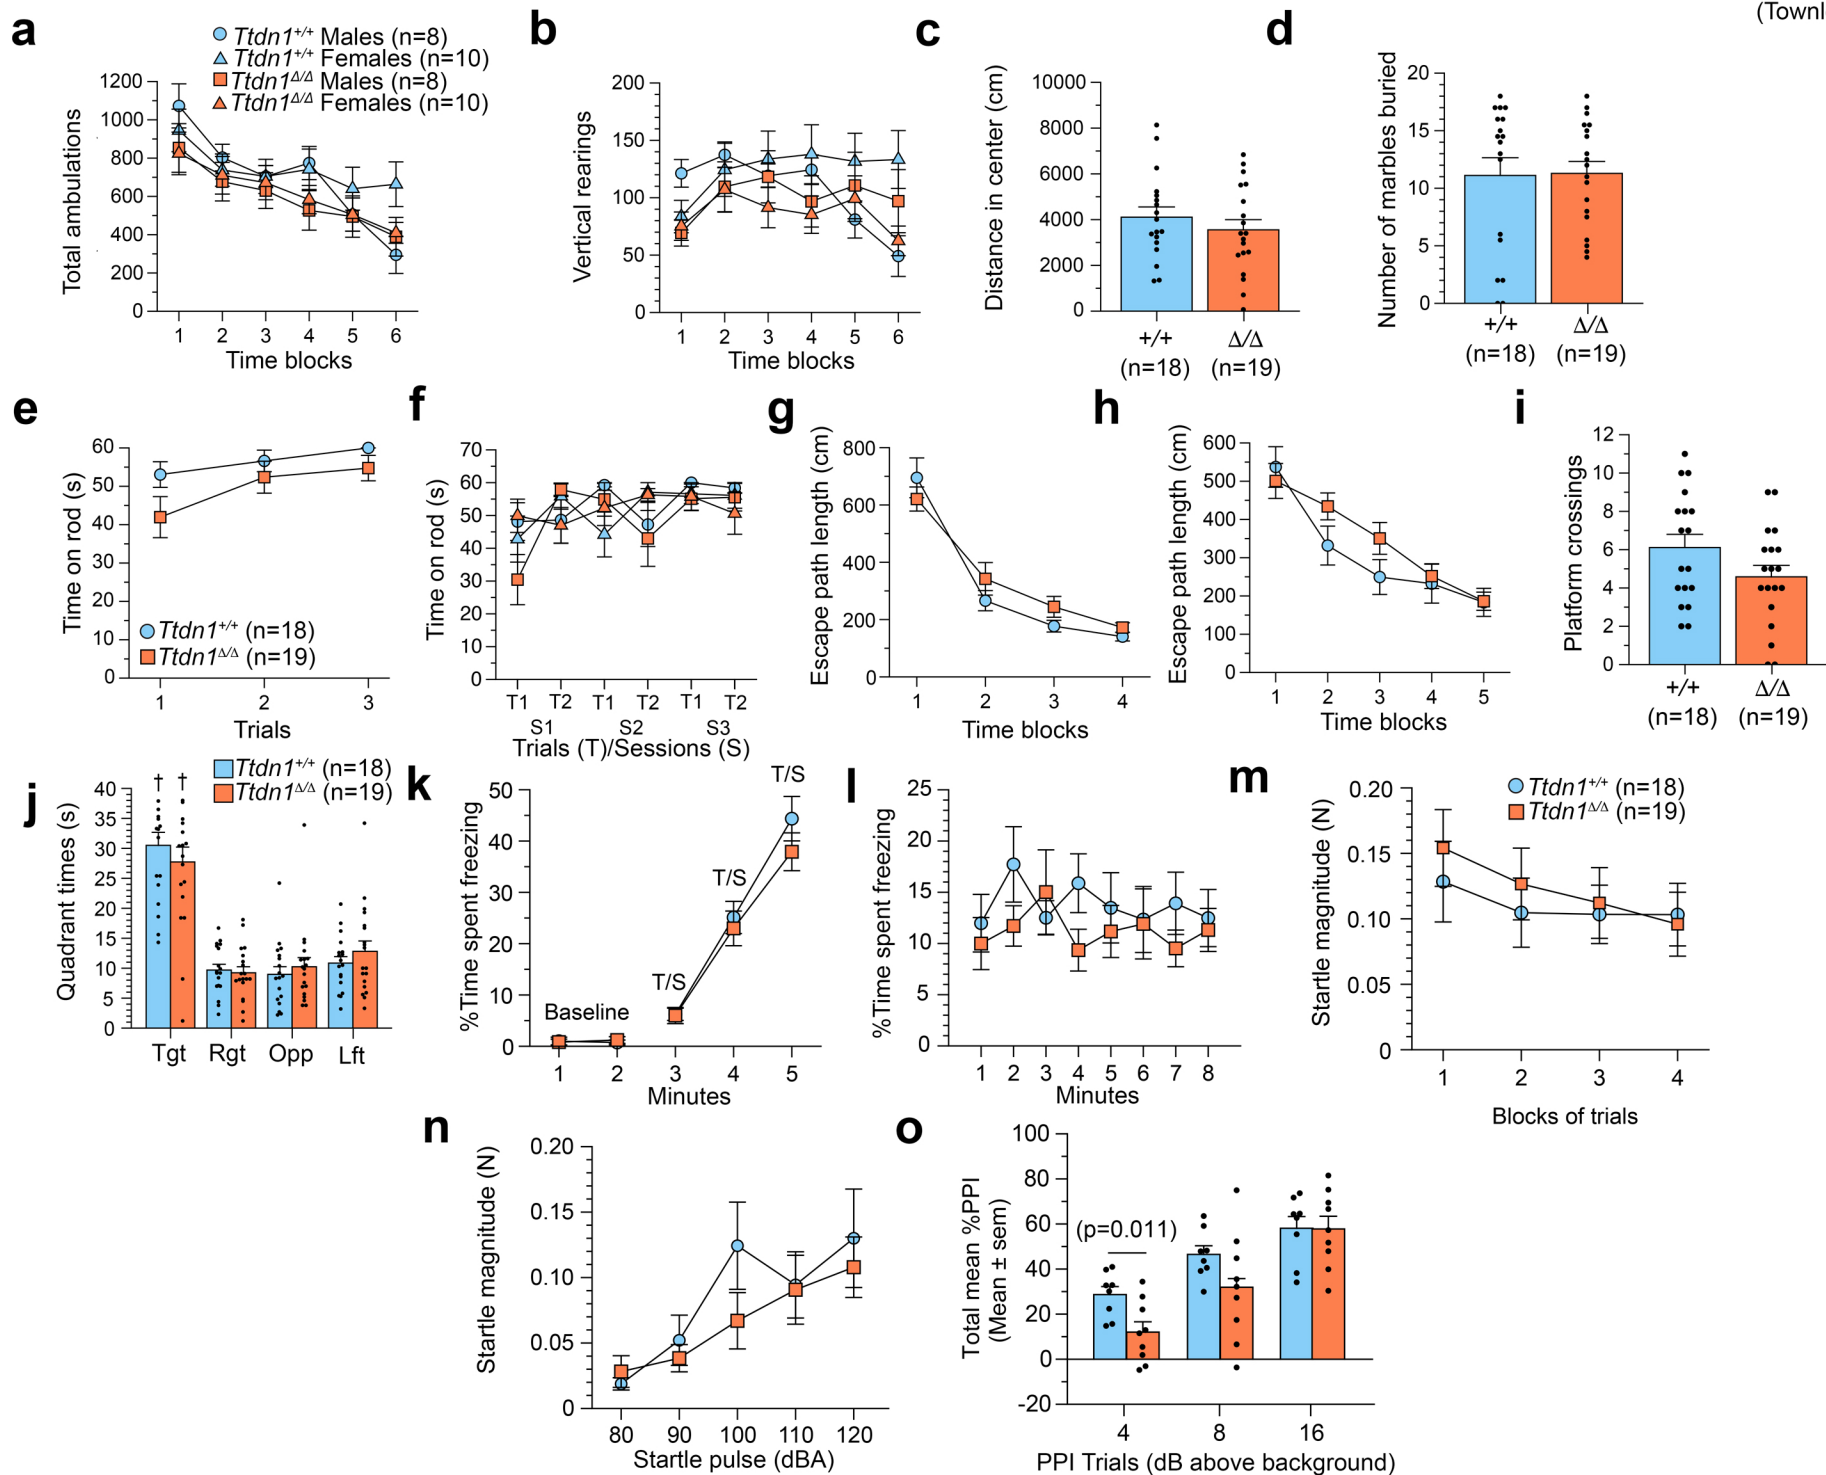 (Townl
a
Ttdn1+/+ Males (n=8)
Ttdn1+/+ Females (n=10)
Ttdn1Δ/Δ Males (n=8)
Ttdn1Δ/Δ Females (n=10)
Total ambulations
1200
1000
800
600
400
200
0
1 2 3 4 5 6
Time blocks
b
Vertical rearings
200
150
100
50
0
1 2 3 4 5 6
Time blocks
c
Distance in center (cm)
10000
8000
6000
4000
2000
0
+/+ Δ/Δ
(n=18) (n=19)
d
Number of marbles buried
20
15
10
5
0
+/+ Δ/Δ
(n=18) (n=19)
e
Time on rod (s)
60
50
40
30
20
10
0
Ttdn1+/+ (n=18)
Ttdn1Δ/Δ (n=19)
1 2 3
Trials
f
Time on rod (s)
70
60
50
40
30
20
10
0
T1 T2 T1 T2 T1 T2
S1 S2 S3
Trials (T)/Sessions (S)
g
Escape path length (cm)
800
600
400
200
0
1 2 3 4
Time blocks
h
Escape path length (cm)
600
500
400
300
200
100
0
1 2 3 4 5
Time blocks
i
Platform crossings
12
10
8
6
4
2
0
+/+ Δ/Δ
(n=18) (n=19)
j
Ttdn1+/+ (n=18)
Ttdn1Δ/Δ (n=19)
Quadrant times (s)
40
35
30
25
20
15
10
5
0
† †
Tgt Rgt Opp Lft
k
%Time spent freezing
50
40
30
20
10
0
Baseline
T/S
T/S
T/S
1 2 3 4 5
Minutes
l
%Time spent freezing
25
20
15
10
5
0
1 2 3 4 5 6 7 8
Minutes
m
Ttdn1+/+ (n=18)
Ttdn1Δ/Δ (n=19)
Startle magnitude (N)
0.20
0.15
0.10
0.05
0
1 2 3 4
Blocks of trials
n
Startle magnitude (N)
0.20
0.15
0.10
0.05
0
80 90 100 110 120
Startle pulse (dBA)
o
Total mean %PPI
(Mean ± sem)
100
80
60
40
20
0
-20
(p=0.011)
4 8 16
PPI Trials (dB above background)